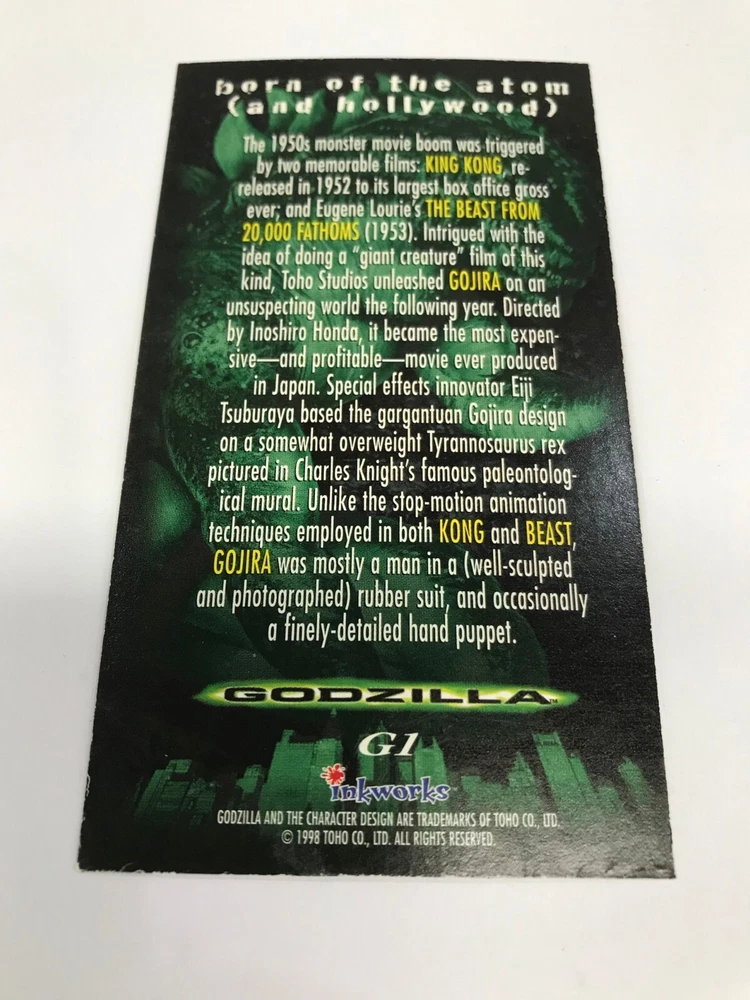 born of the atom
(and hollywood)
The 1950s monster movie boom was triggered
by two memorable films: KING KONG, re-
released in 1952 to its largest box office gross
ever; and Eugene Lourie's THE BEAST FROM
20,000 FATHOMS (1953). Intrigued with the
idea of doing a "giant creature" film of this
kind, Toho Studios unleashed GOJIRA on an
unsuspecting world the following year. Directed
by Inoshiro Honda, it became the most expen-
sive—and profitable—movie ever produced
in Japan. Special effects innovator Eiji
Tsuburaya based the gargantuan Gojira design
on a somewhat overweight Tyrannosaurus rex
pictured in Charles Knight's famous paleontolog-
ical mural. Unlike the stop-motion animation
techniques employed in both KONG and BEAST,
GOJIRA was mostly a man in a (well-sculpted
and photographed) rubber suit, and occasionally
a finely-detailed hand puppet.
GODZILLA™
G1
inkworks
GODZILLA AND THE CHARACTER DESIGN ARE TRADEMARKS OF TOHO CO., LTD.
© 1998 TOHO CO., LTD. ALL RIGHTS RESERVED.